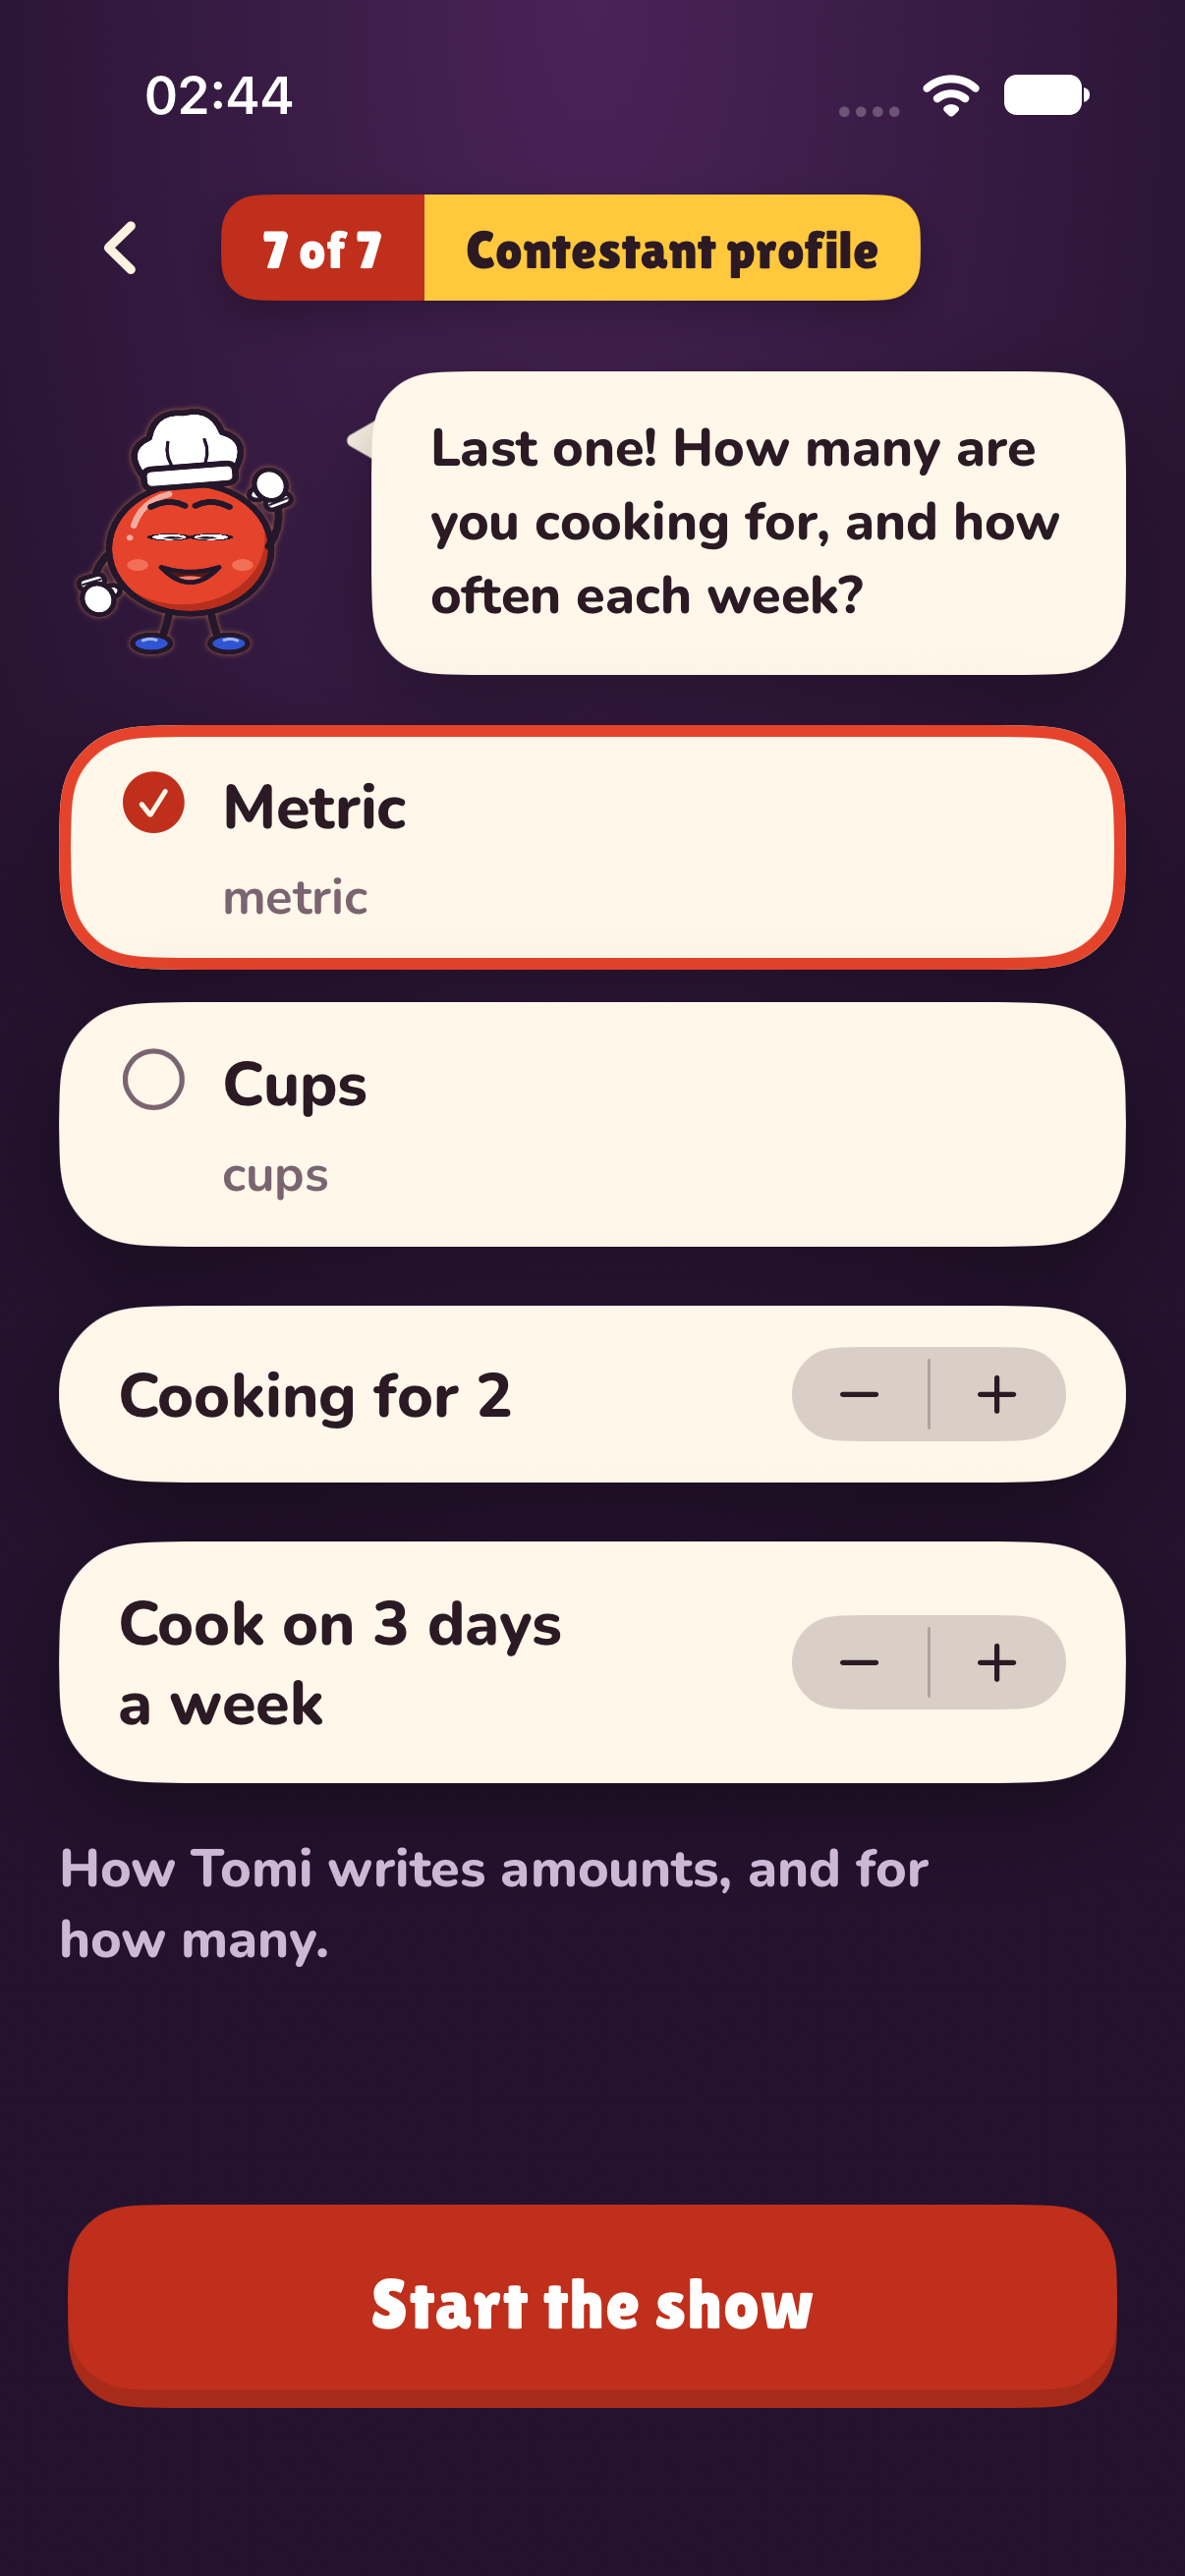 02:44
7 of 7
Contestant profile
Last one! How many are
you cooking for, and how
often each week?
Metric
metric
Cups
cups
Cooking for 2
Cook on 3 days
a week
How Tomi writes amounts, and for
how many.
Start the show